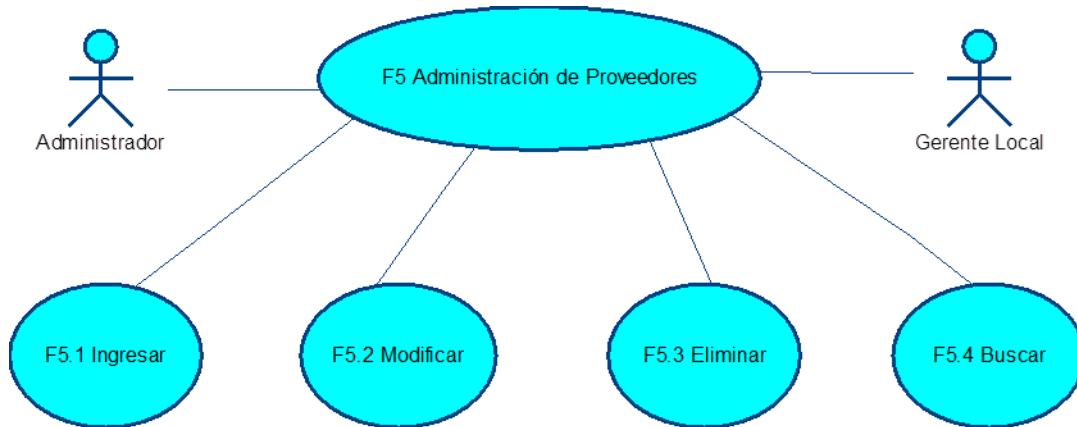 F5 Administración de Proveedores
Administrador
Gerente Local
F5.1 Ingresar
F5.2 Modificar
F5.3 Eliminar
F5.4 Buscar